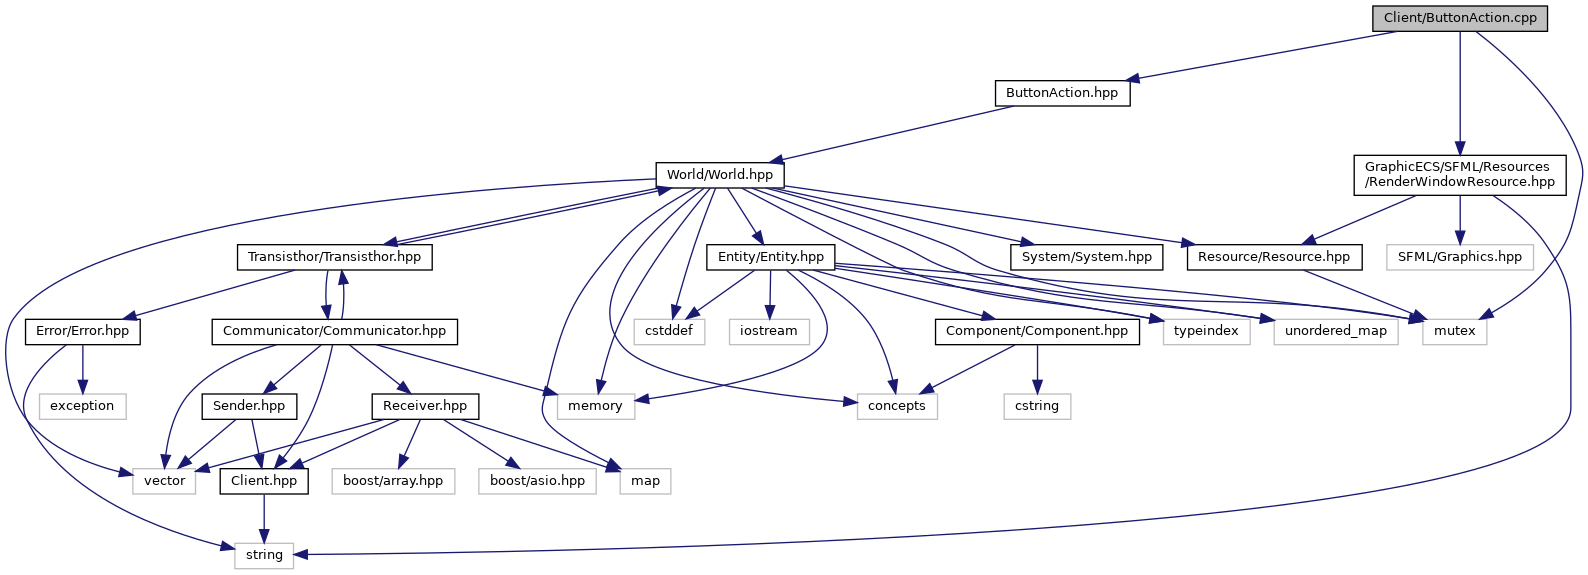 Client/ButtonAction.cpp
ButtonAction.hpp
GraphicECS/SFML/Resources
/RenderWindowResource.hpp
World/World.hpp
Transisthor/Transisthor.hpp
Entity/Entity.hpp
System/System.hpp
Resource/Resource.hpp
SFML/Graphics.hpp
Error/Error.hpp
Communicator/Communicator.hpp
cstddef
iostream
Component/Component.hpp
typeindex
unordered_map
mutex
exception
Sender.hpp
Receiver.hpp
memory
concepts
cstring
vector
Client.hpp
boost/array.hpp
boost/asio.hpp
map
string